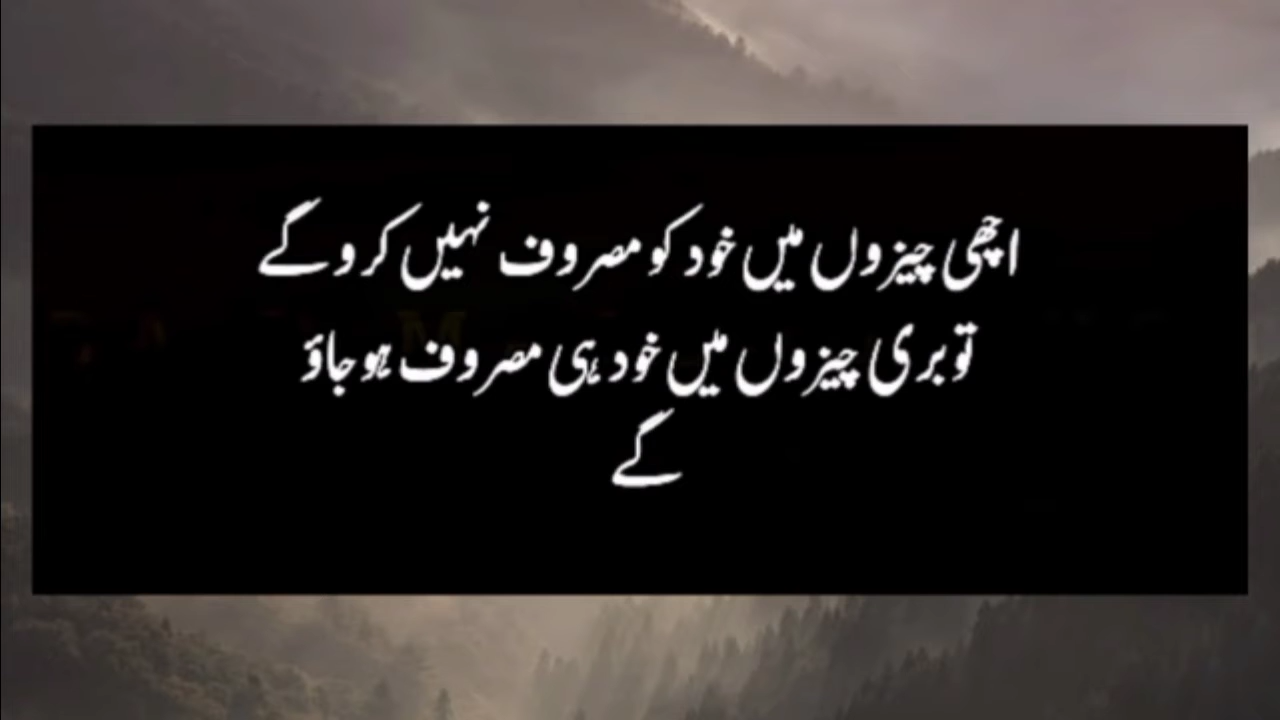 اچھی چیزوں میں خود کو مصروف نہیں کرو گے
تو بری چیزوں میں خود ہی مصروف ہو جاؤ
گے